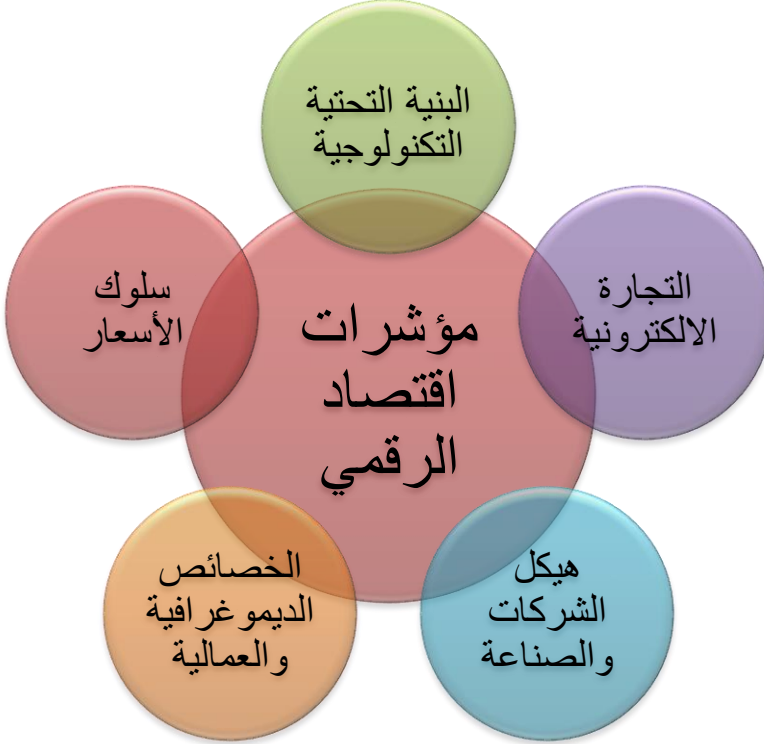 البنية التحتية
التكنولوجية
التجارة
الالكترونية
هيكل
الشركات
والصناعة
الخصائص
الديموغرافية
والعمالية
سلوك
الأسعار
مؤشرات
اقتصاد
الرقمي